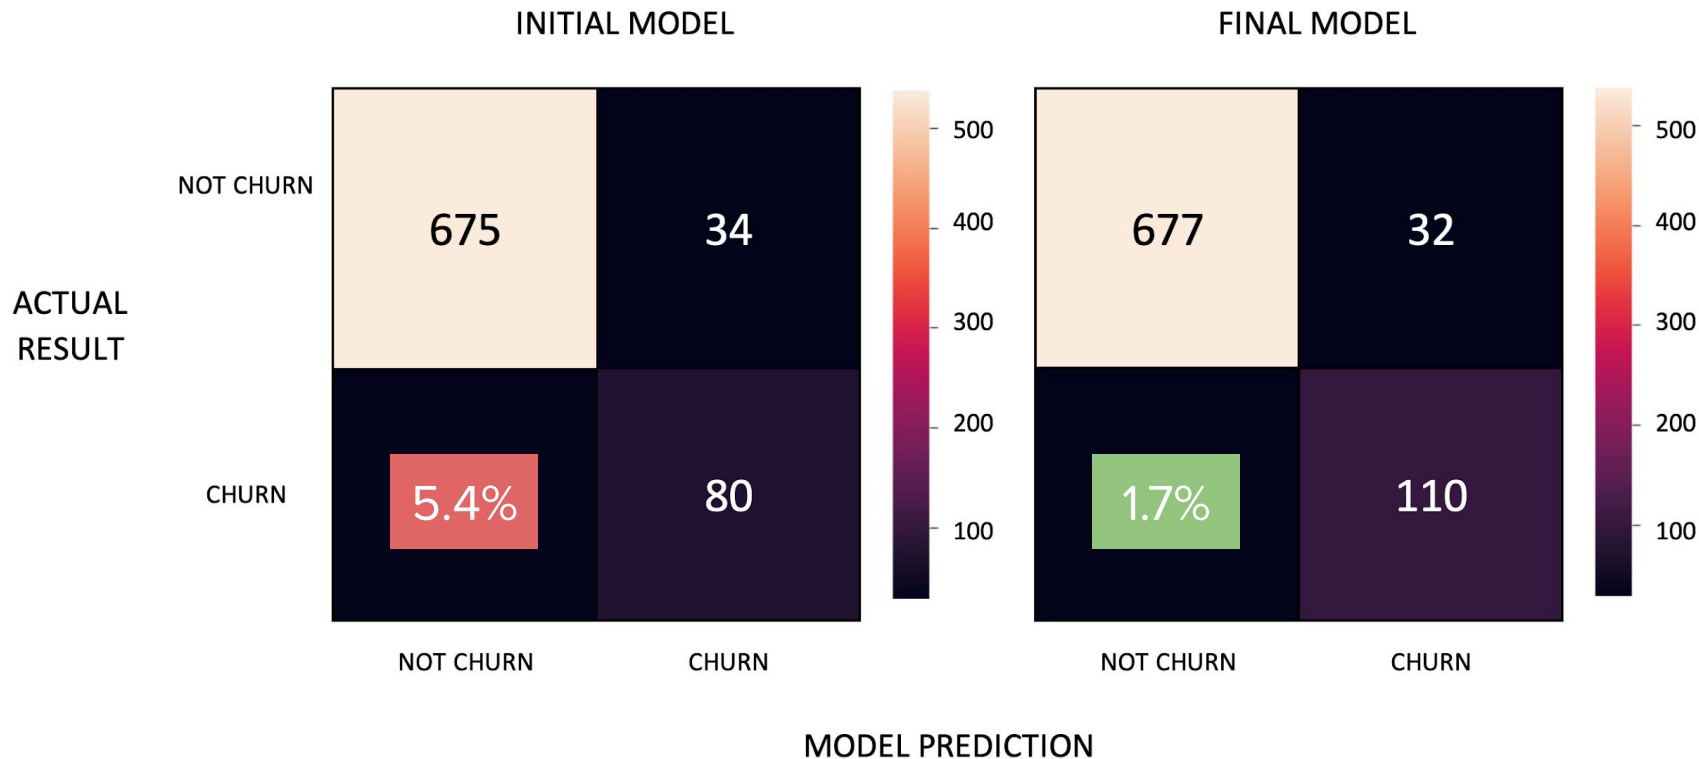 INITIAL MODEL
FINAL MODEL
ACTUAL
RESULT
NOT CHURN
CHURN
675
34
5.4%
80
NOT CHURN
CHURN
500
400
300
200
100
677
32
1.7%
110
NOT CHURN
CHURN
500
400
300
200
100
MODEL PREDICTION